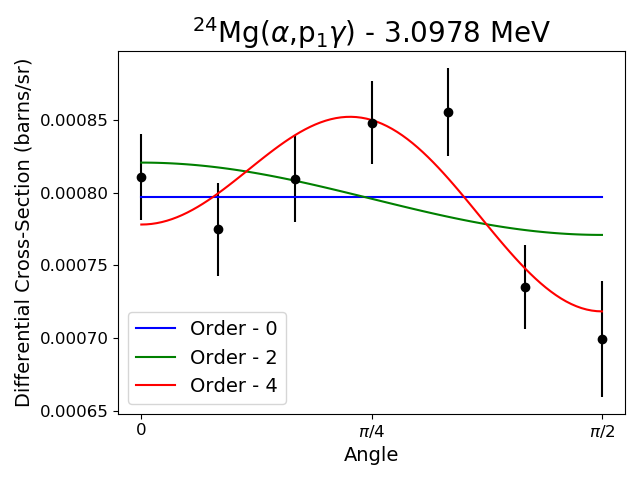 ²⁴Mg(α,p₁γ) - 3.0978 MeV
Differential Cross-Section (barns/sr)
0.00085
0.00080
0.00075
0.00070
0.00065
Order - 0
Order - 2
Order - 4
0 π/4 π/2
Angle